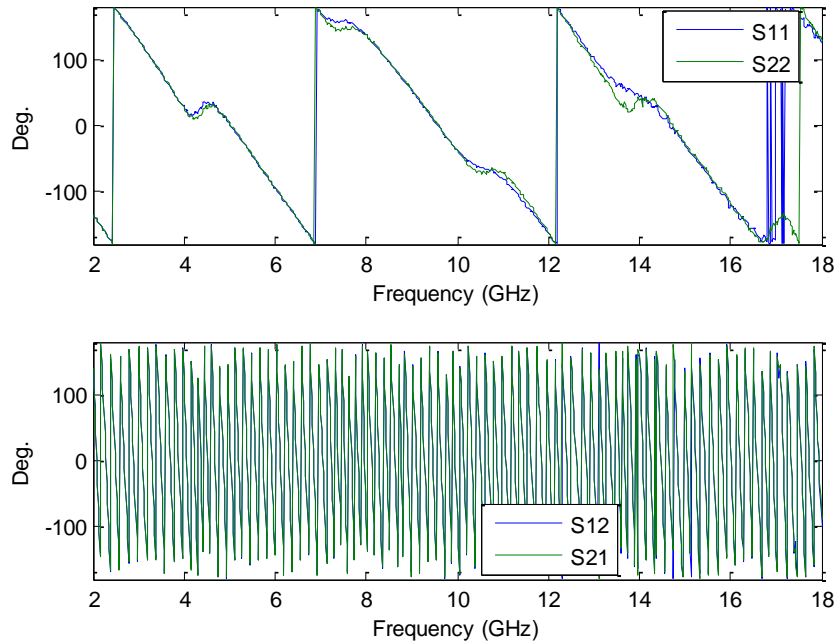 100
0
-100
Deg.
S11
S22
2 4 6 8 10 12 14 16 18
Frequency (GHz)
100
0
-100
Deg.
S12
S21
2 4 6 8 10 12 14 16 18
Frequency (GHz)